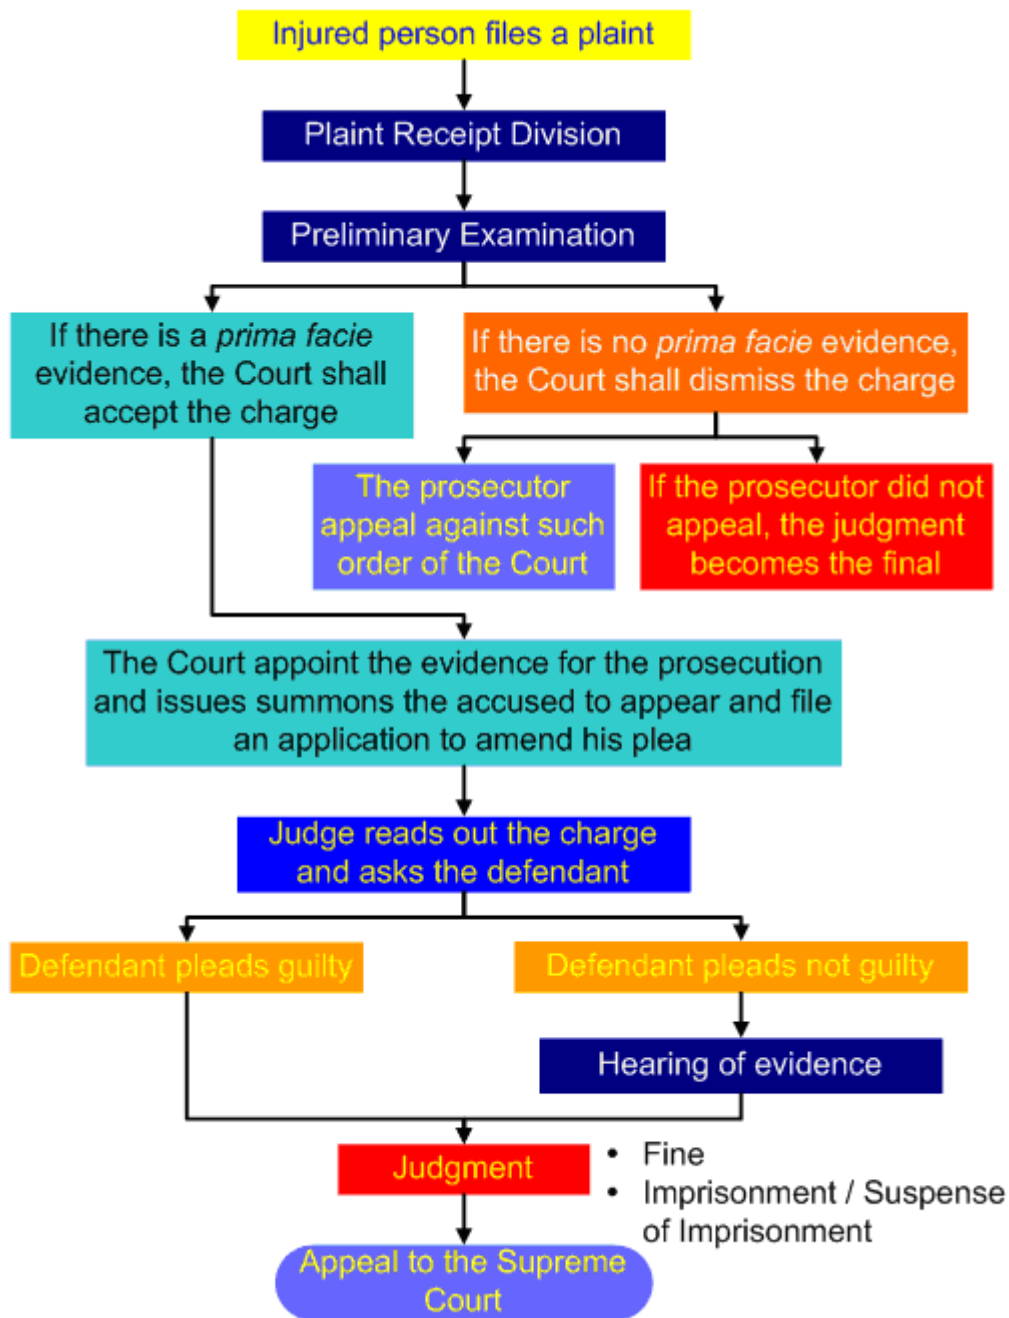 Injured person files a plaint
Plaint Receipt Division
Preliminary Examination
If there is a prima facie
evidence, the Court shall
accept the charge
If there is no prima facie evidence,
the Court shall dismiss the charge
The prosecutor
appeal against such
order of the Court
If the prosecutor did not
appeal, the judgment
becomes the final
The Court appoint the evidence for the prosecution
and issues summons the accused to appear and file
an application to amend his plea
Judge reads out the charge
and asks the defendant
Defendant pleads guilty
Defendant pleads not guilty
Hearing of evidence
Judgment
• Fine
• Imprisonment / Suspense
of Imprisonment
Appeal to the Supreme
Court